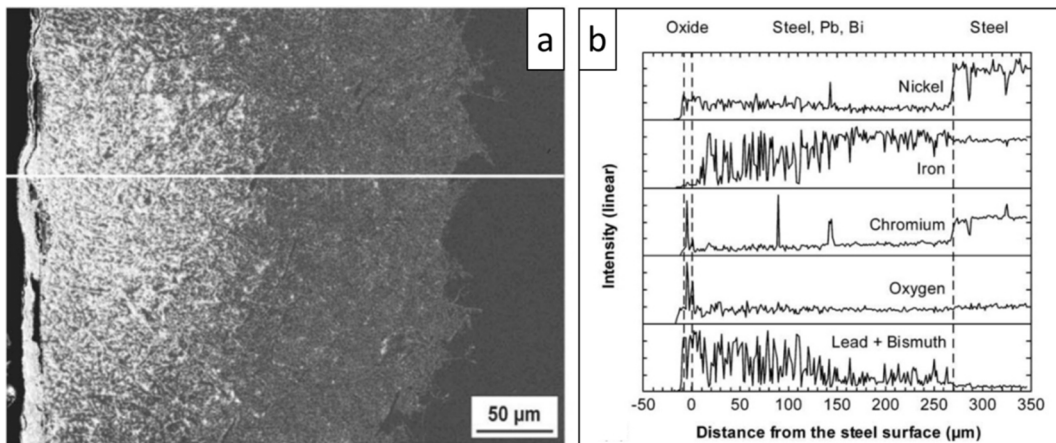 a
50 µm
b
Oxide Steel, Pb, Bi Steel
Nickel
Iron
Chromium
Oxygen
Lead + Bismuth
Intensity (linear)
-50 0 50 100 150 200 250 300 350
Distance from the steel surface (µm)